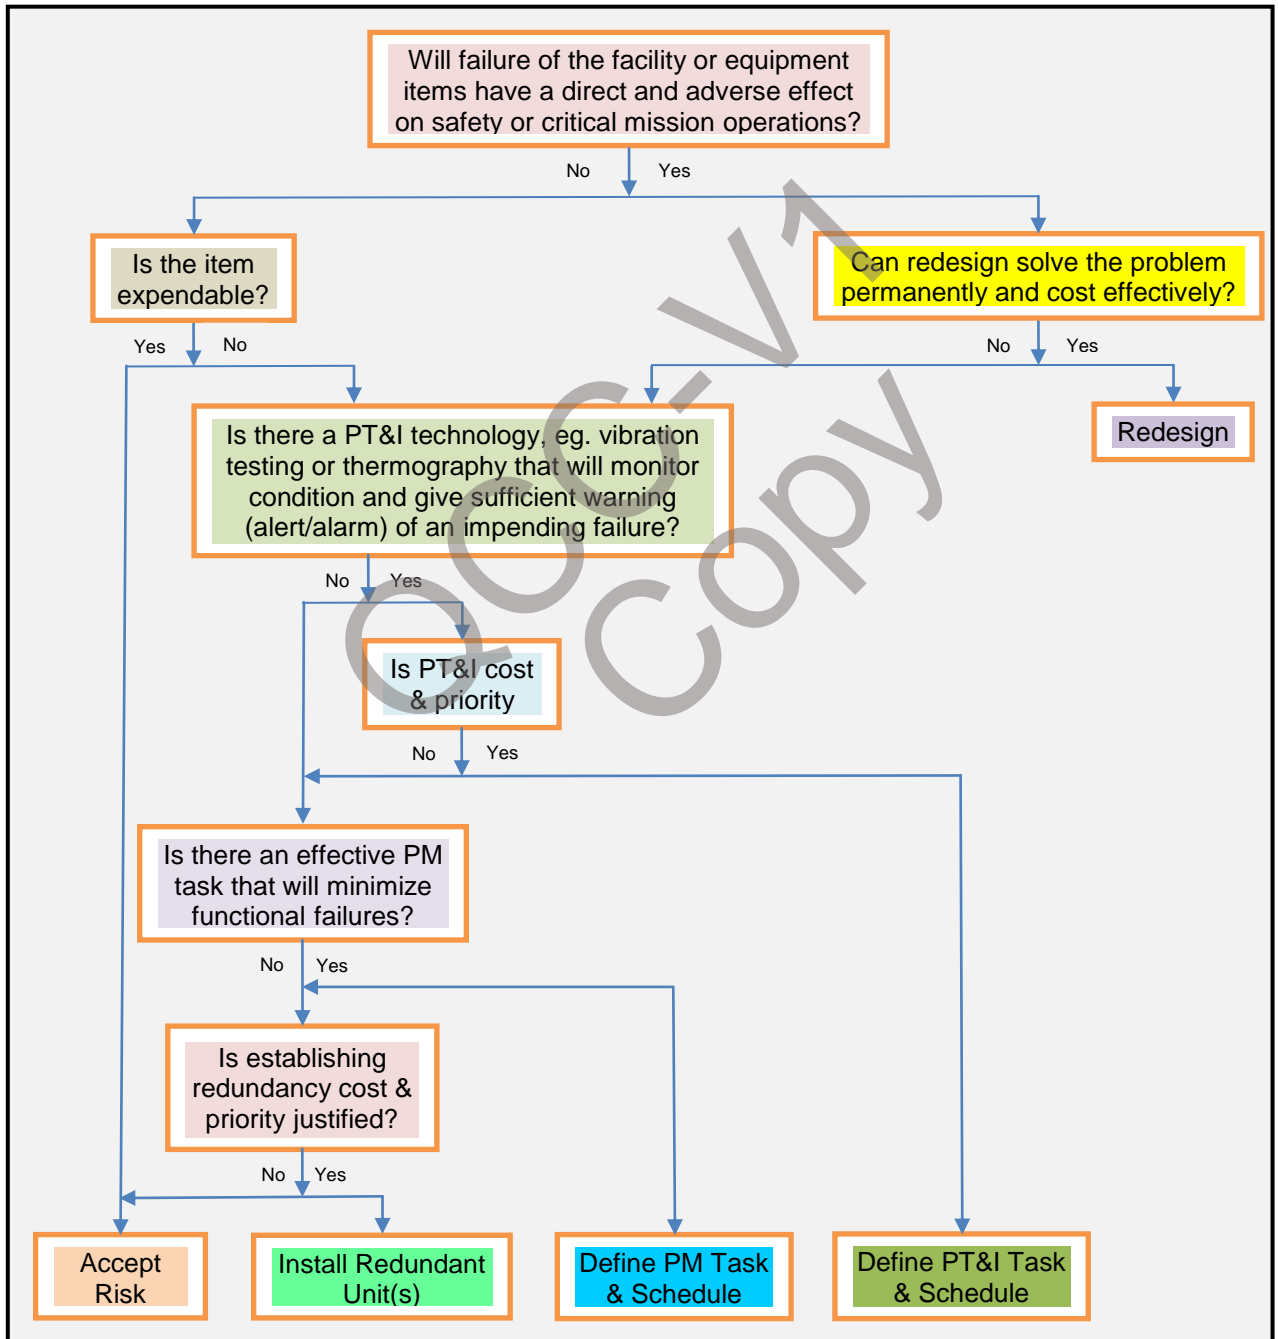 Will failure of the facility or equipment
items have a direct and adverse effect
on safety or critical mission operations?
No
Yes
Is the item
expendable?
Can redesign solve the problem
permanently and cost effectively?
Yes
No
No
Yes
Is there a PT&I technology, eg. vibration
testing or thermography that will monitor
condition and give sufficient warning
(alert/alarm) of an impending failure?
Redesign
No
Yes
Is PT&I cost
& priority
No
Yes
Is there an effective PM
task that will minimize
functional failures?
No
Yes
Is establishing
redundancy cost &
priority justified?
No
Yes
Accept
Risk
Install Redundant
Unit(s)
Define PM Task
& Schedule
Define PT&I Task
& Schedule
QCC-V1
Copy